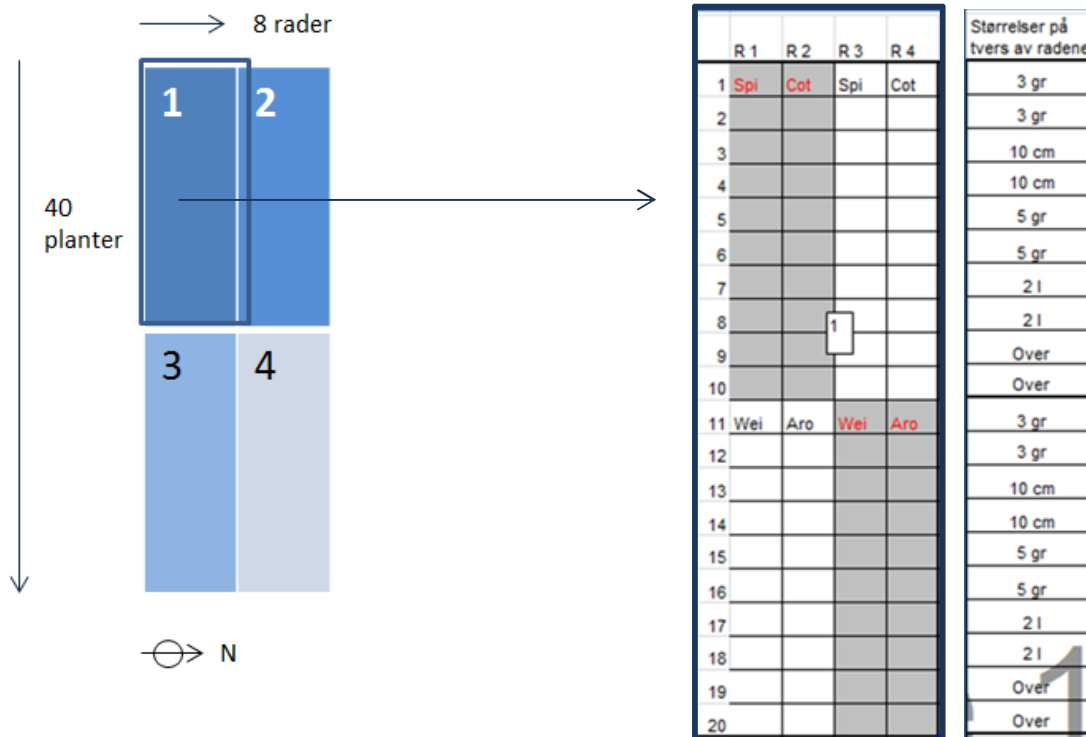 8 rader
1
2
3
4
40
planter
N
R 1 R 2 R 3 R 4
1 Spi Cot Spi Cot
2
3
4
5
6
7
8
1
9
10
11 Wei Aro Wei Aro
12
13
14
15
16
17
18
19
20
Størrelser på
tvers av radene
3 gr
3 gr
10 cm
10 cm
5 gr
5 gr
2 l
2 l
Over
Over
3 gr
3 gr
10 cm
10 cm
5 gr
5 gr
2 l
2 l
Over
Over
1